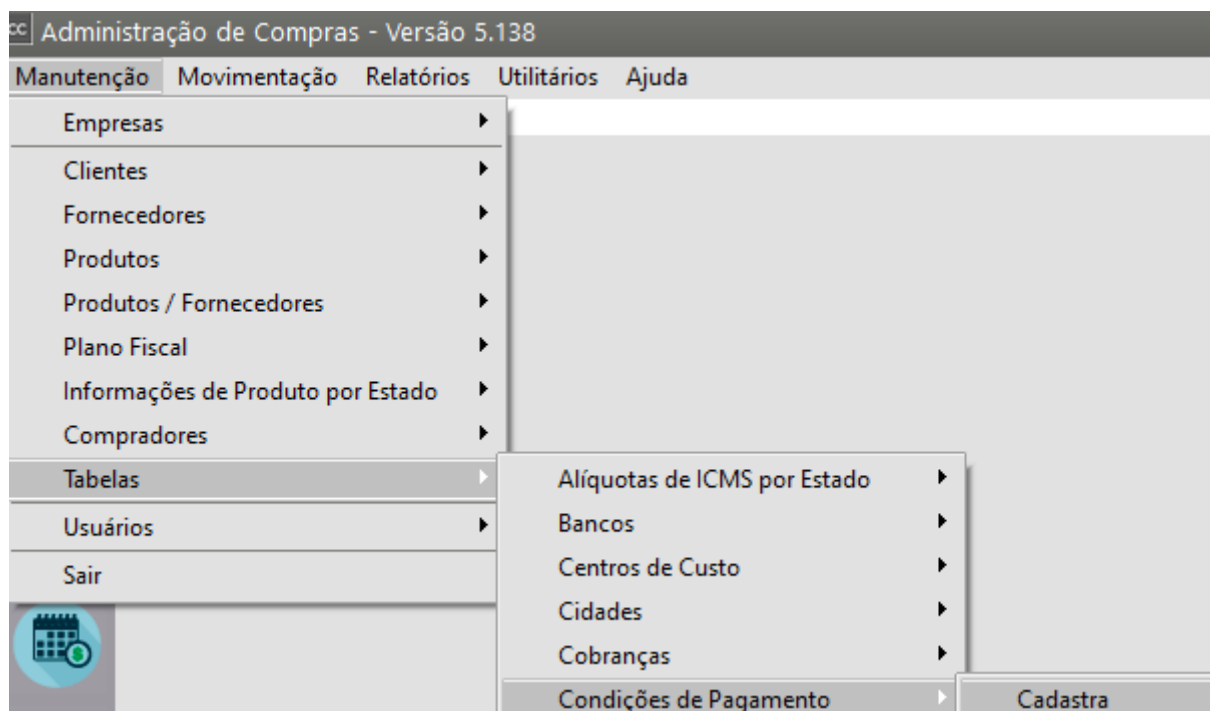 cc Administração de Compras - Versão 5.138
Manutenção Movimentação Relatórios Utilitários Ajuda
Empresas
Clientes
Fornecedores
Produtos
Produtos / Fornecedores
Plano Fiscal
Informações de Produto por Estado
Compradores
Tabelas
Usuários
Sair
Alíquotas de ICMS por Estado
Bancos
Centros de Custo
Cidades
Cobranças
Condições de Pagamento
Cadastra